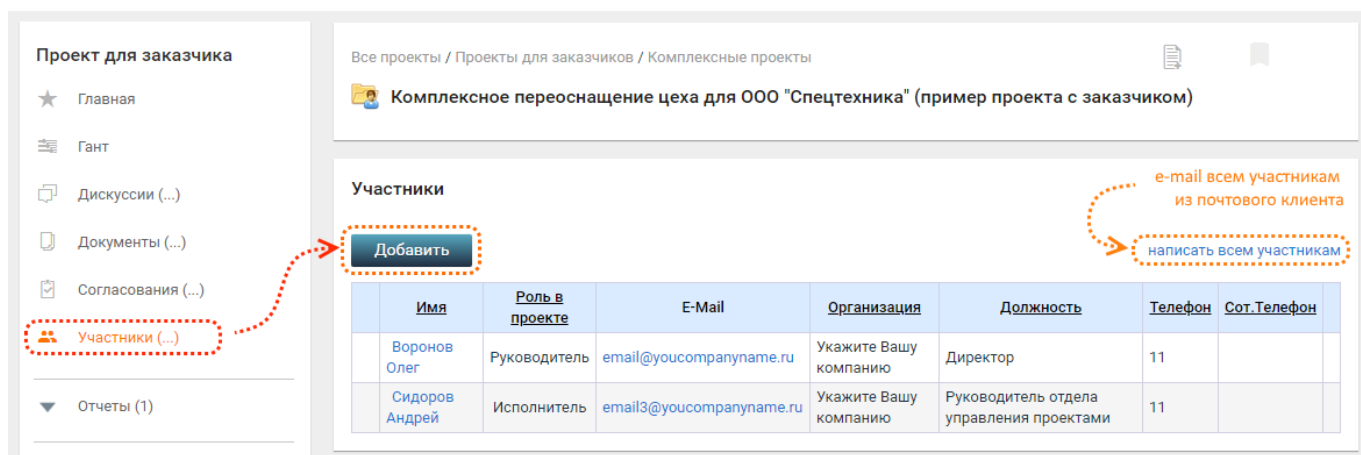 Проект для заказчика
Главная
Гант
Дискуссии (...)
Документы (...)
Согласования (...)
Участники (...)
Отчеты (1)
Все проекты / Проекты для заказчиков / Комплексные проекты
Комплексное переоснащение цеха для ООО "Спецтехника" (пример проекта с заказчиком)
Участники
e-mail всем участникам
из почтового клиента
Добавить
написать всем участникам
Имя Роль в проекте E-Mail Организация Должность Телефон Сот.Телефон
Воронов Олег Руководитель email@youcompanyname.ru Укажите Вашу компанию Директор 11
Сидоров Андрей Исполнитель email3@youcompanyname.ru Укажите Вашу компанию Руководитель отдела управления проектами 11